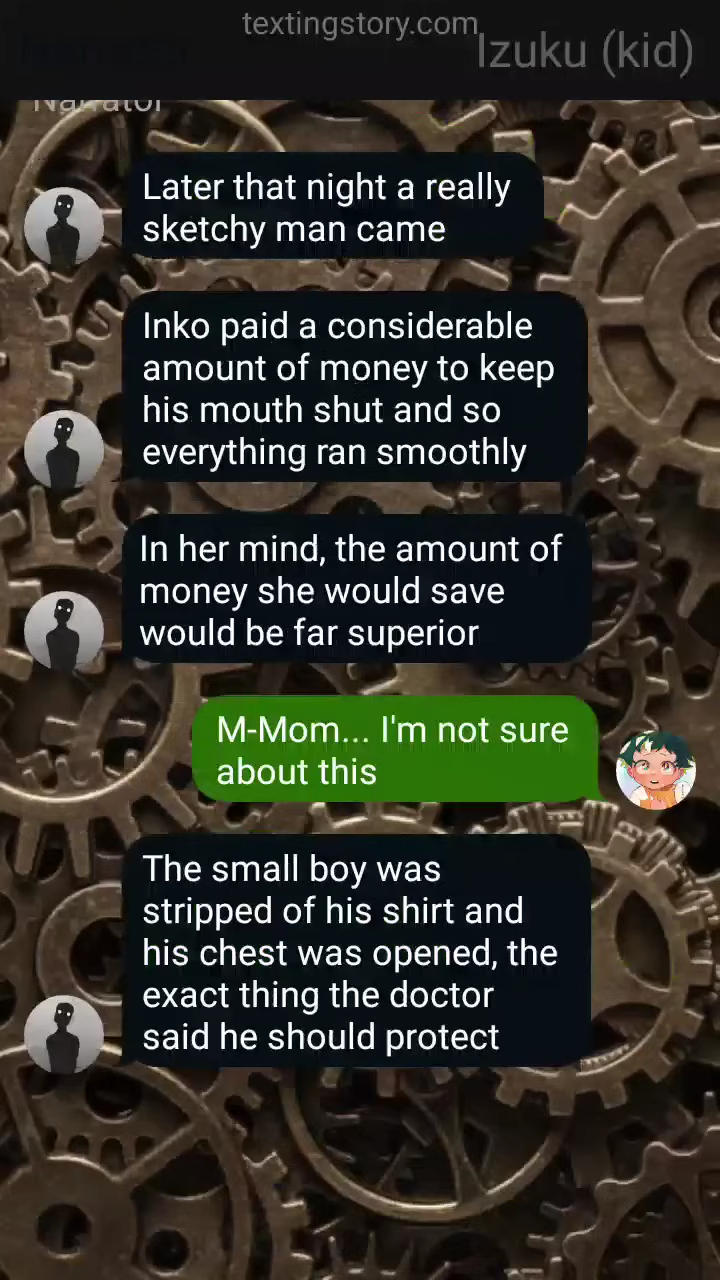 textingstory.com
Izuku (kid)
Narrator
Later that night a really
sketchy man came
Inko paid a considerable
amount of money to keep
his mouth shut and so
everything ran smoothly
In her mind, the amount of
money she would save
would be far superior
M-Mom... I'm not sure
about this
The small boy was
stripped of his shirt and
his chest was opened, the
exact thing the doctor
said he should protect